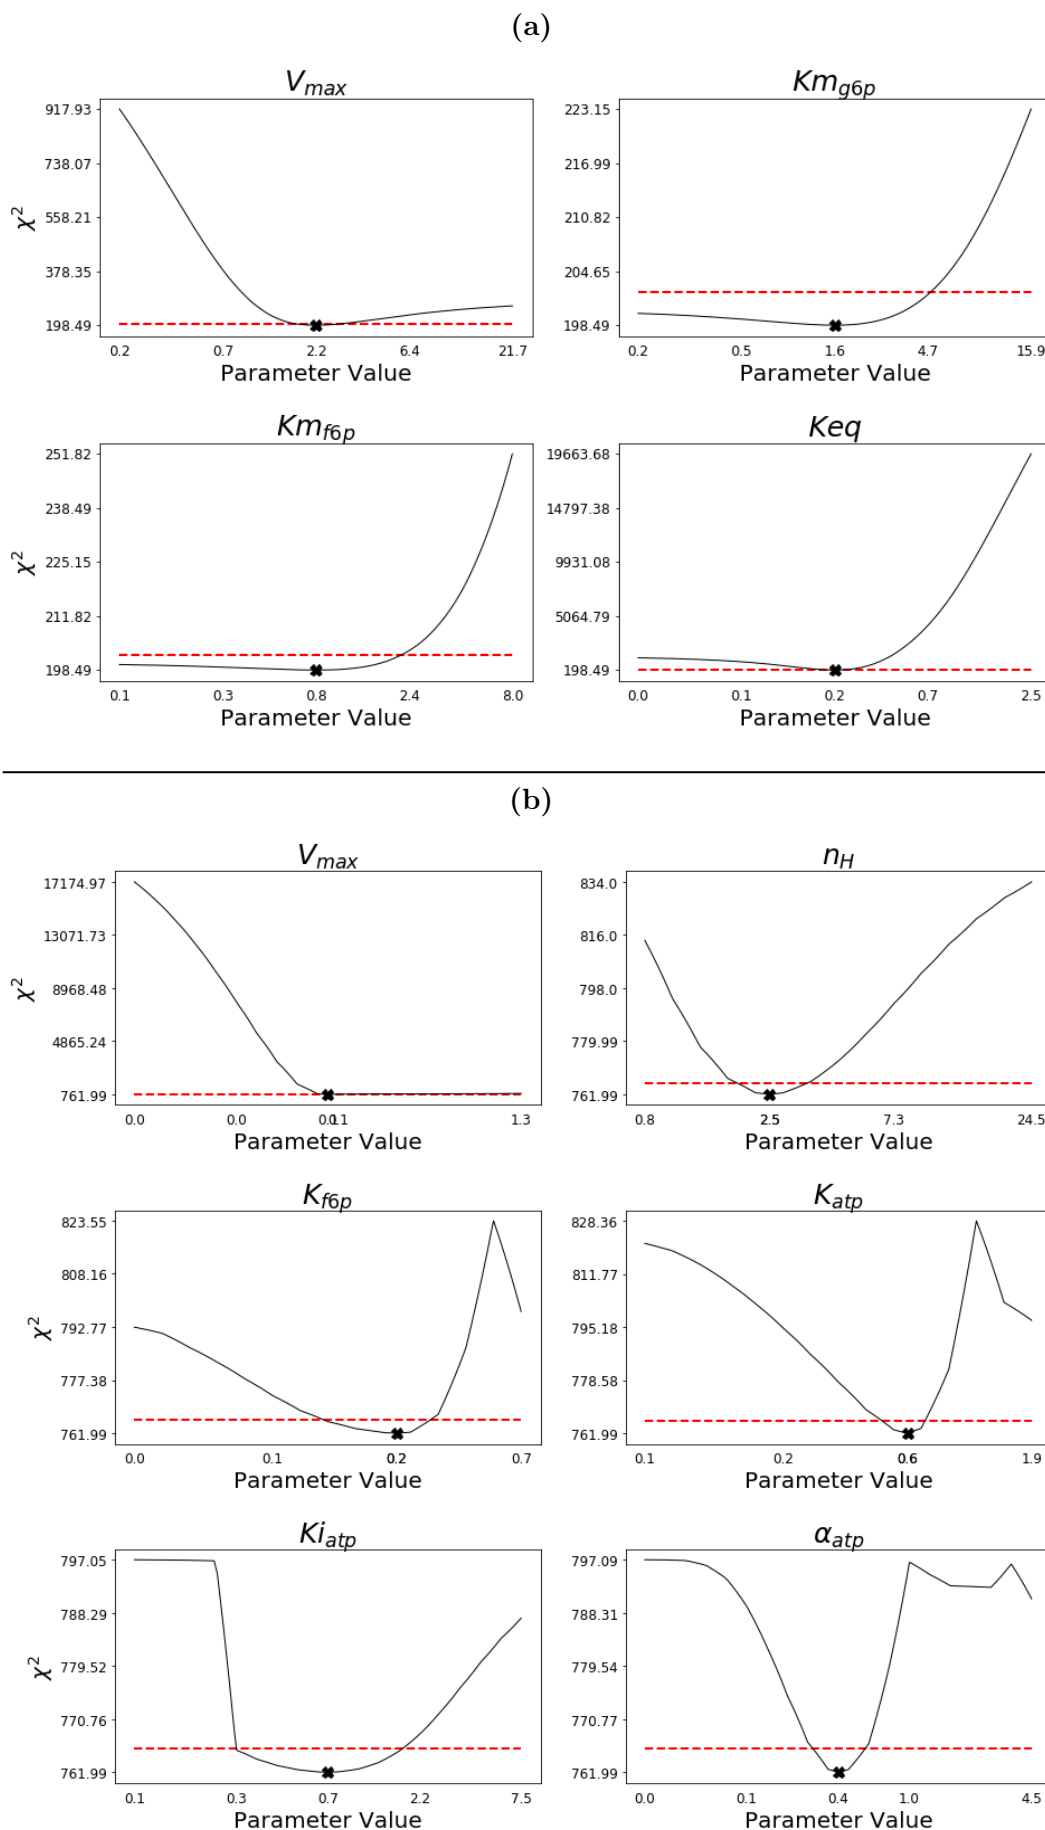 (a)
V_max
Km_g6p
917.93
738.07
558.21
378.35
198.49
χ²
0.2 0.7 2.2 6.4 21.7
Parameter Value
223.15
216.99
210.82
204.65
198.49
0.2 0.5 1.6 4.7 15.9
Parameter Value
Km_f6p
Keq
251.82
238.49
225.15
211.82
198.49
χ²
0.1 0.3 0.8 2.4 8.0
Parameter Value
19663.68
14797.38
9931.08
5064.79
198.49
0.0 0.1 0.2 0.7 2.5
Parameter Value
(b)
V_max
n_H
17174.97
13071.73
8968.48
4865.24
761.99
χ²
0.0 0.0 0.1 1.3
Parameter Value
834.0
816.0
798.0
779.99
761.99
0.8 2.5 7.3 24.5
Parameter Value
K_f6p
K_atp
823.55
808.16
792.77
777.38
761.99
χ²
0.0 0.1 0.2 0.7
Parameter Value
828.36
811.77
795.18
778.58
761.99
0.1 0.2 0.6 1.9
Parameter Value
Ki_atp
α_atp
797.05
788.29
779.52
770.76
761.99
χ²
0.1 0.3 0.7 2.2 7.5
Parameter Value
797.09
788.31
779.54
770.77
761.99
0.0 0.1 0.4 1.0 4.5
Parameter Value